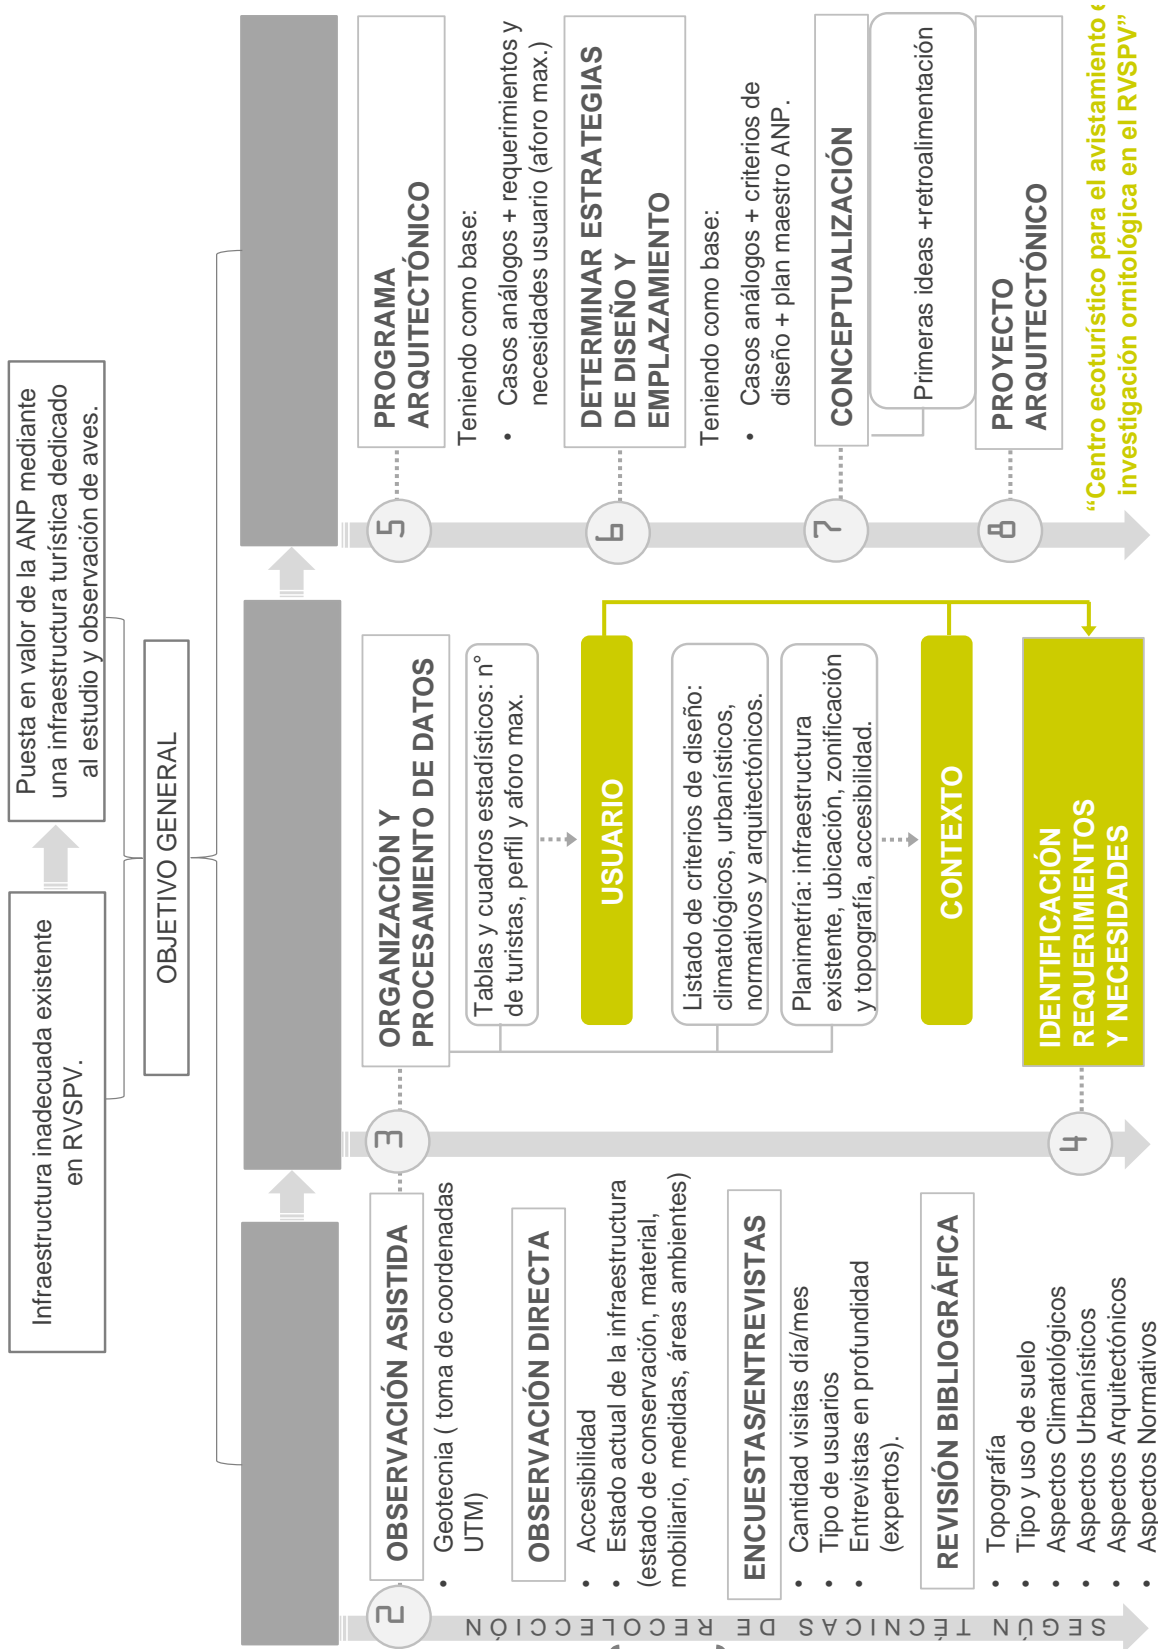 Infraestructura inadecuada existente
en RVSPV.
Puesta en valor de la ANP mediante
una infraestructura turística dedicado
al estudio y observación de aves.
OBJETIVO GENERAL
SEGÚN TÉCNICAS DE RECOLECCIÓN
2
OBSERVACIÓN ASISTIDA
• Geotecnia ( toma de coordenadas
UTM)
OBSERVACIÓN DIRECTA
• Accesibilidad
• Estado actual de la infraestructura
(estado de conservación, material,
mobiliario, medidas, áreas ambientes)
ENCUESTAS/ENTREVISTAS
• Cantidad visitas día/mes
• Tipo de usuarios
• Entrevistas en profundidad
(expertos).
REVISIÓN BIBLIOGRÁFICA
• Topografía
• Tipo y uso de suelo
• Aspectos Climatológicos
• Aspectos Urbanísticos
• Aspectos Arquitectónicos
• Aspectos Normativos
3
ORGANIZACIÓN Y
PROCESAMIENTO DE DATOS
Tablas y cuadros estadísticos: n°
de turistas, perfil y aforo max.
USUARIO
Listado de criterios de diseño:
climatológicos, urbanísticos,
normativos y arquitectónicos.
Planimetría: infraestructura
existente, ubicación, zonificación
y topografía, accesibilidad.
CONTEXTO
4
IDENTIFICACIÓN
REQUERIMIENTOS
Y NECESIDADES
5
PROGRAMA
ARQUITECTÓNICO
Teniendo como base:
• Casos análogos + requerimientos y
necesidades usuario (aforo max.)
6
DETERMINAR ESTRATEGIAS
DE DISEÑO Y
EMPLAZAMIENTO
Teniendo como base:
• Casos análogos + criterios de
diseño + plan maestro ANP.
7
CONCEPTUALIZACIÓN
Primeras ideas +retroalimentación
8
PROYECTO
ARQUITECTÓNICO
“Centro ecoturístico para el avistamiento e
investigación ornitológica en el RVSPV”